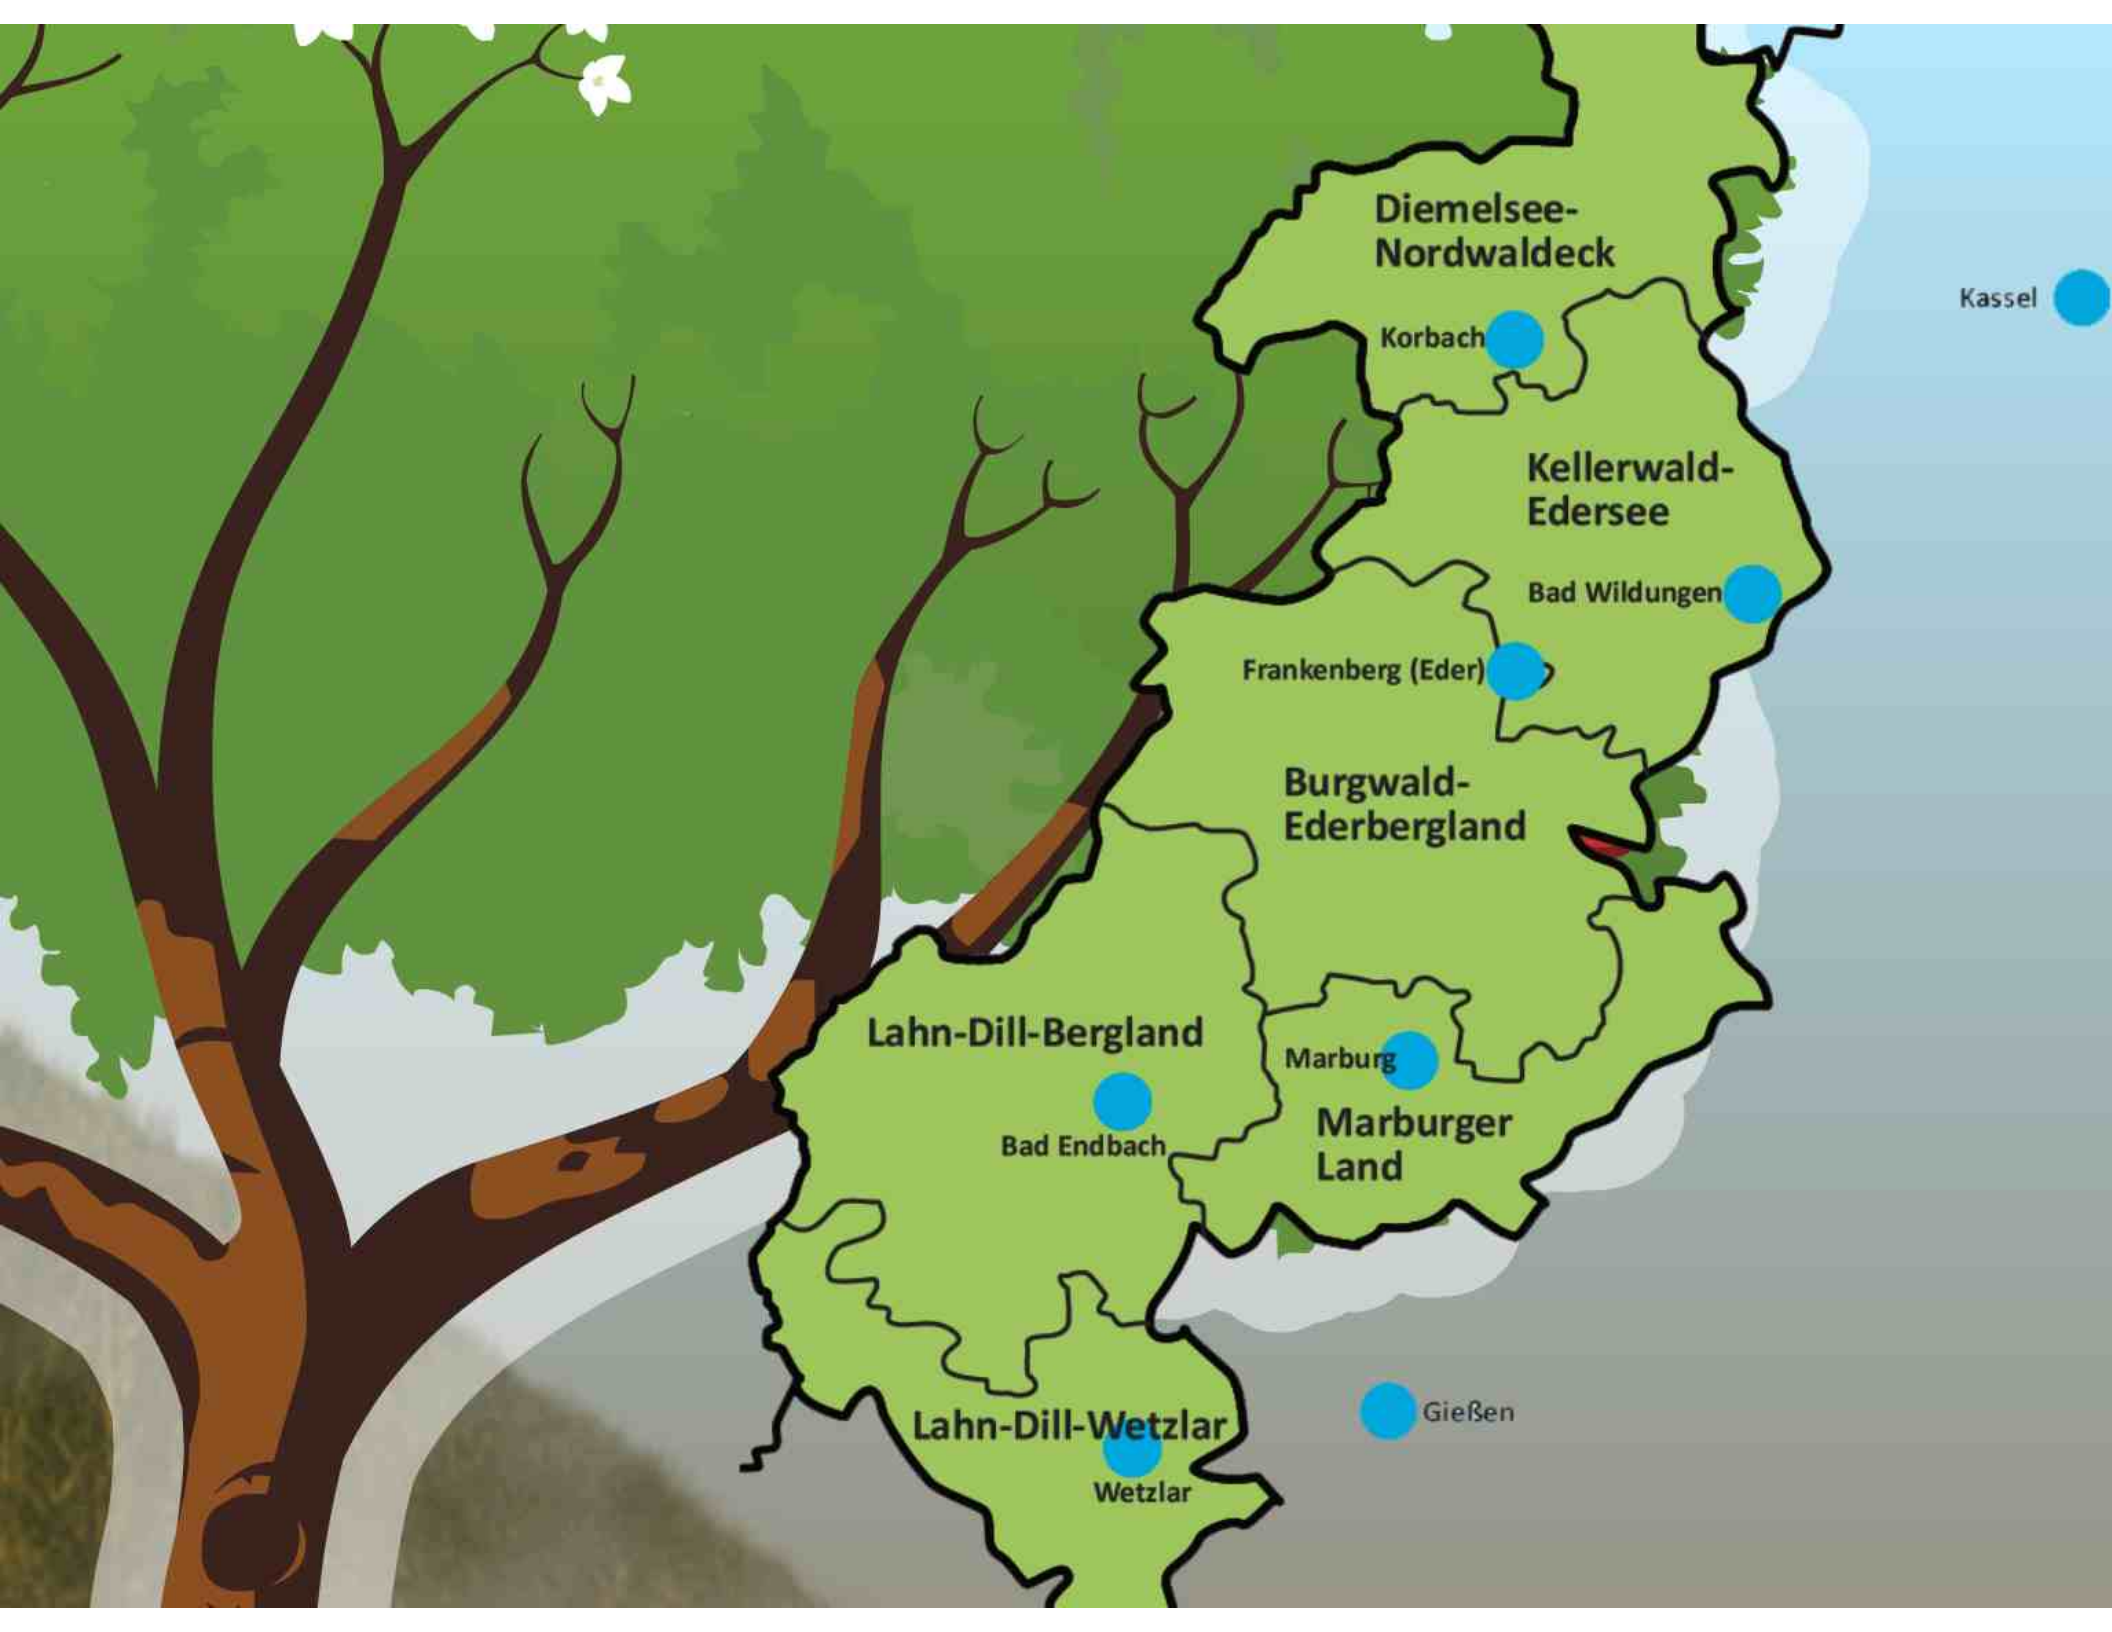 Diemelsee-
Nordwaldeck
Kassel
Korbach
Kellerwald-
Edersee
Bad Wildungen
Frankenberg (Eder)
Burgwald-
Ederbergland
Lahn-Dill-Bergland
Marburg
Bad Endbach
Marburger
Land
Lahn-Dill-Wetzlar
Gießen
Wetzlar